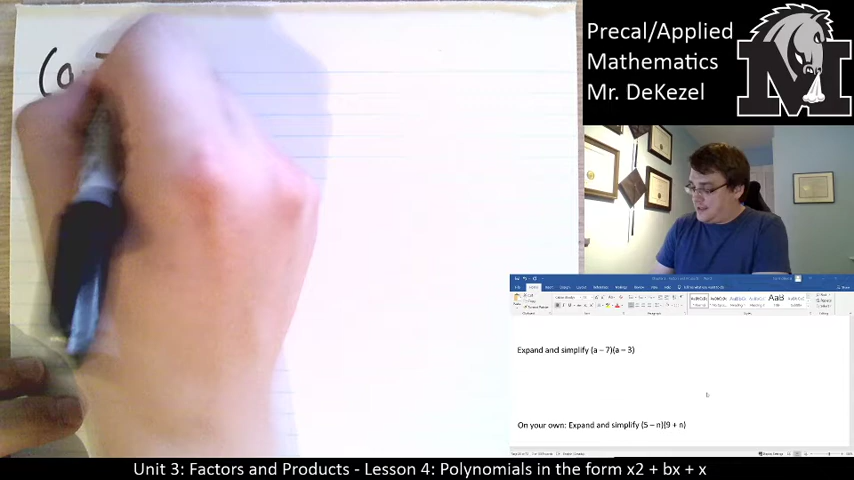 (a
Precal/Applied
Mathematics
Mr. DeKezel
M
Expand and simplify (a – 7)(a – 3)
On your own: Expand and simplify (5 – n)(9 + n)
Unit 3: Factors and Products - Lesson 4: Polynomials in the form x2 + bx + x